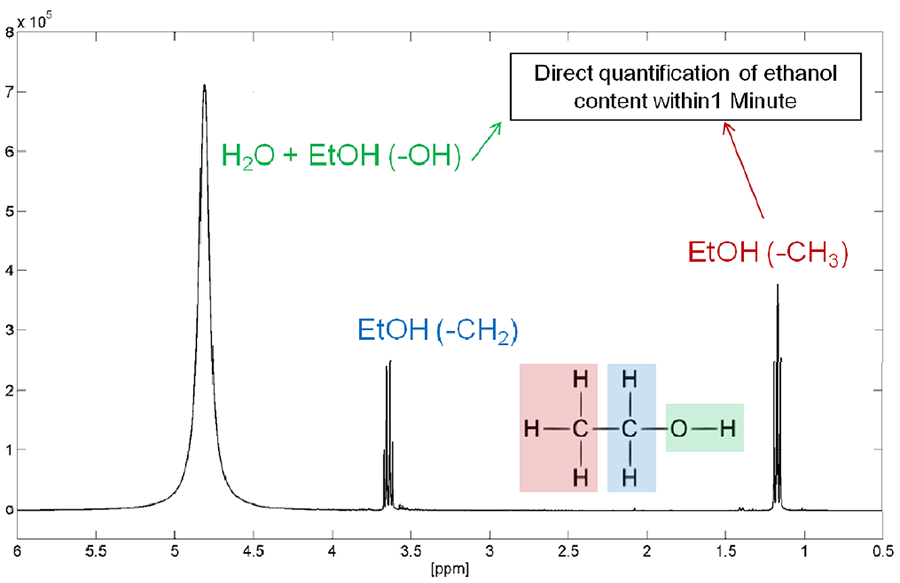 x 10⁵
8
7
6
5
4
3
2
1
0
Direct quantification of ethanol
content within1 Minute
H₂O + EtOH (-OH)
EtOH (-CH₃)
EtOH (-CH₂)
H H
H C C O H
H H
6 5.5 5 4.5 4 3.5 3 2.5 2 1.5 1 0.5
[ppm]